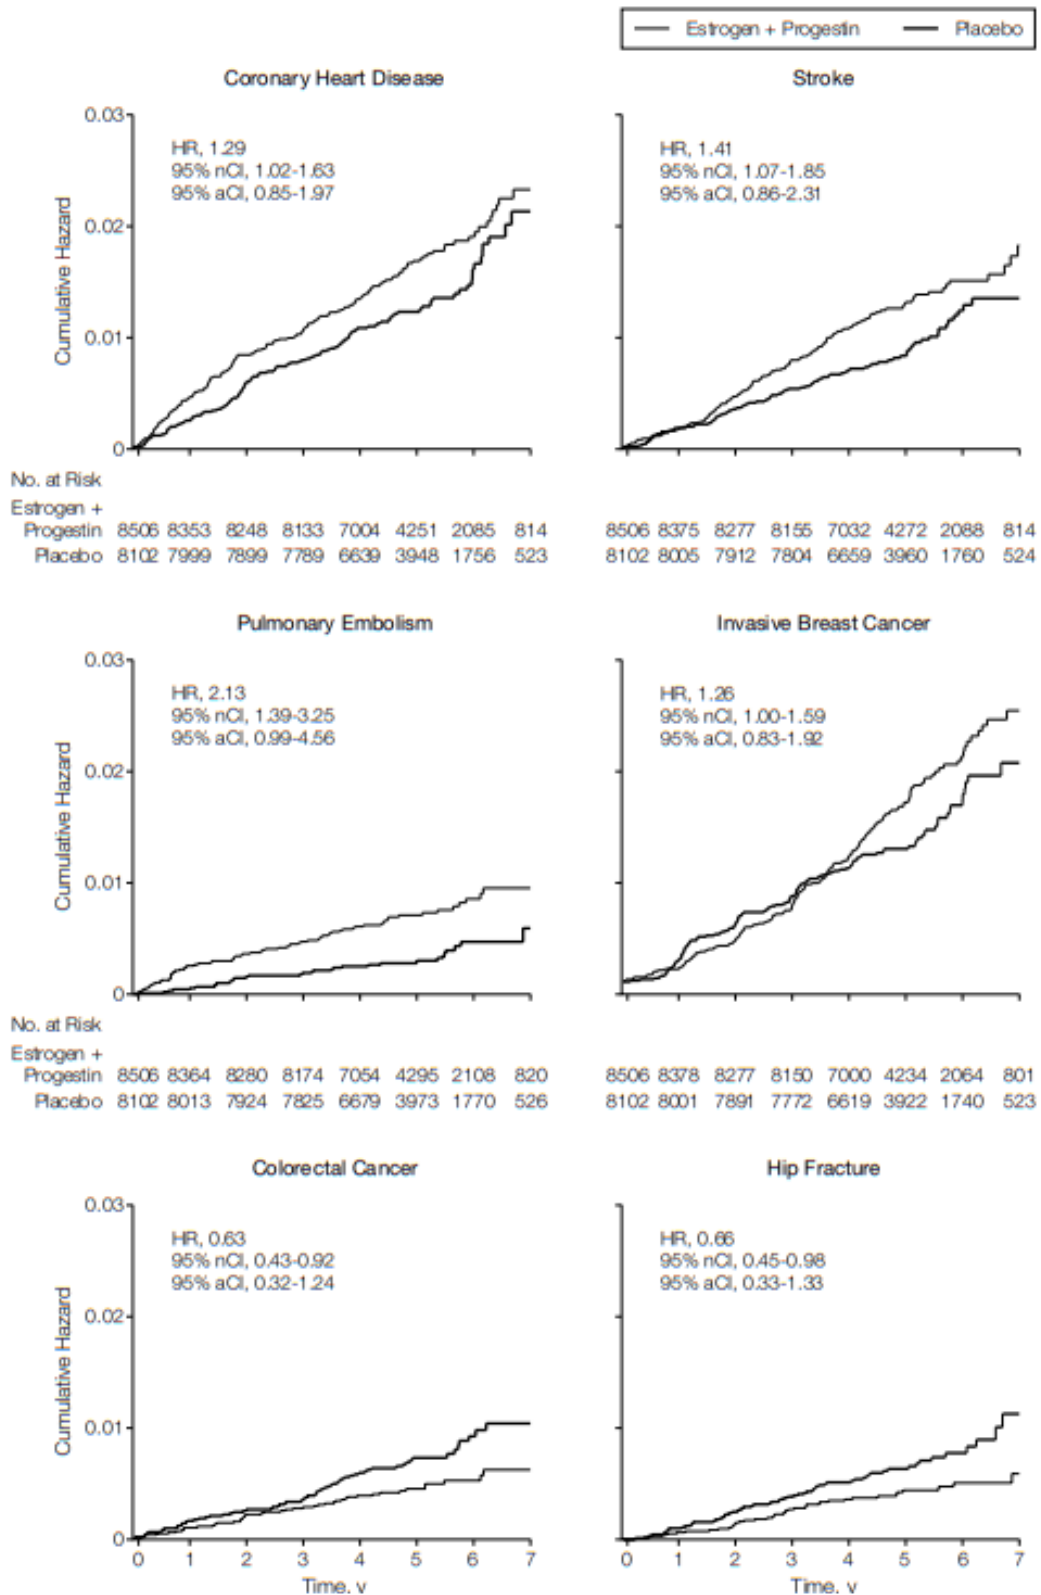 Estrogen + Progestin Placebo
Coronary Heart Disease
0.03
0.02
0.01
0
Cumulative Hazard
HR, 1.29
95% nCI, 1.02-1.63
95% aCI, 0.85-1.97
Stroke
HR, 1.41
95% nCI, 1.07-1.85
95% aCI, 0.86-2.31
No. at Risk
Estrogen +
Progestin 8506 8353 8248 8133 7004 4251 2085 814 8506 8375 8277 8155 7032 4272 2088 814
Placebo 8102 7999 7899 7789 6639 3948 1756 523 8102 8005 7912 7804 6659 3960 1760 524
Pulmonary Embolism
0.03
0.02
0.01
0
Cumulative Hazard
HR, 2.13
95% nCI, 1.39-3.25
95% aCI, 0.99-4.56
Invasive Breast Cancer
HR, 1.26
95% nCI, 1.00-1.59
95% aCI, 0.83-1.92
No. at Risk
Estrogen +
Progestin 8506 8364 8280 8174 7054 4295 2108 820 8506 8378 8277 8150 7000 4234 2064 801
Placebo 8102 8013 7924 7825 6679 3973 1770 526 8102 8001 7891 7772 6619 3922 1740 523
Colorectal Cancer
0.03
0.02
0.01
0
Cumulative Hazard
HR, 0.63
95% nCI, 0.43-0.92
95% aCI, 0.32-1.24
0 1 2 3 4 5 6 7
Time, y
Hip Fracture
HR, 0.66
95% nCI, 0.45-0.98
95% aCI, 0.33-1.33
0 1 2 3 4 5 6 7
Time, y